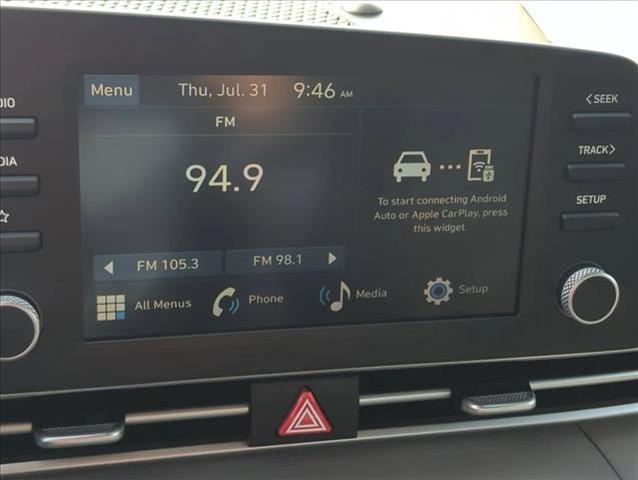 Menu Thu, Jul. 31 9:46 AM
FM
94.9
To start connecting Android
Auto or Apple CarPlay, press
this widget.
FM 105.3 FM 98.1
All Menus Phone Media Setup
DIO
DIA
< SEEK
TRACK >
SETUP